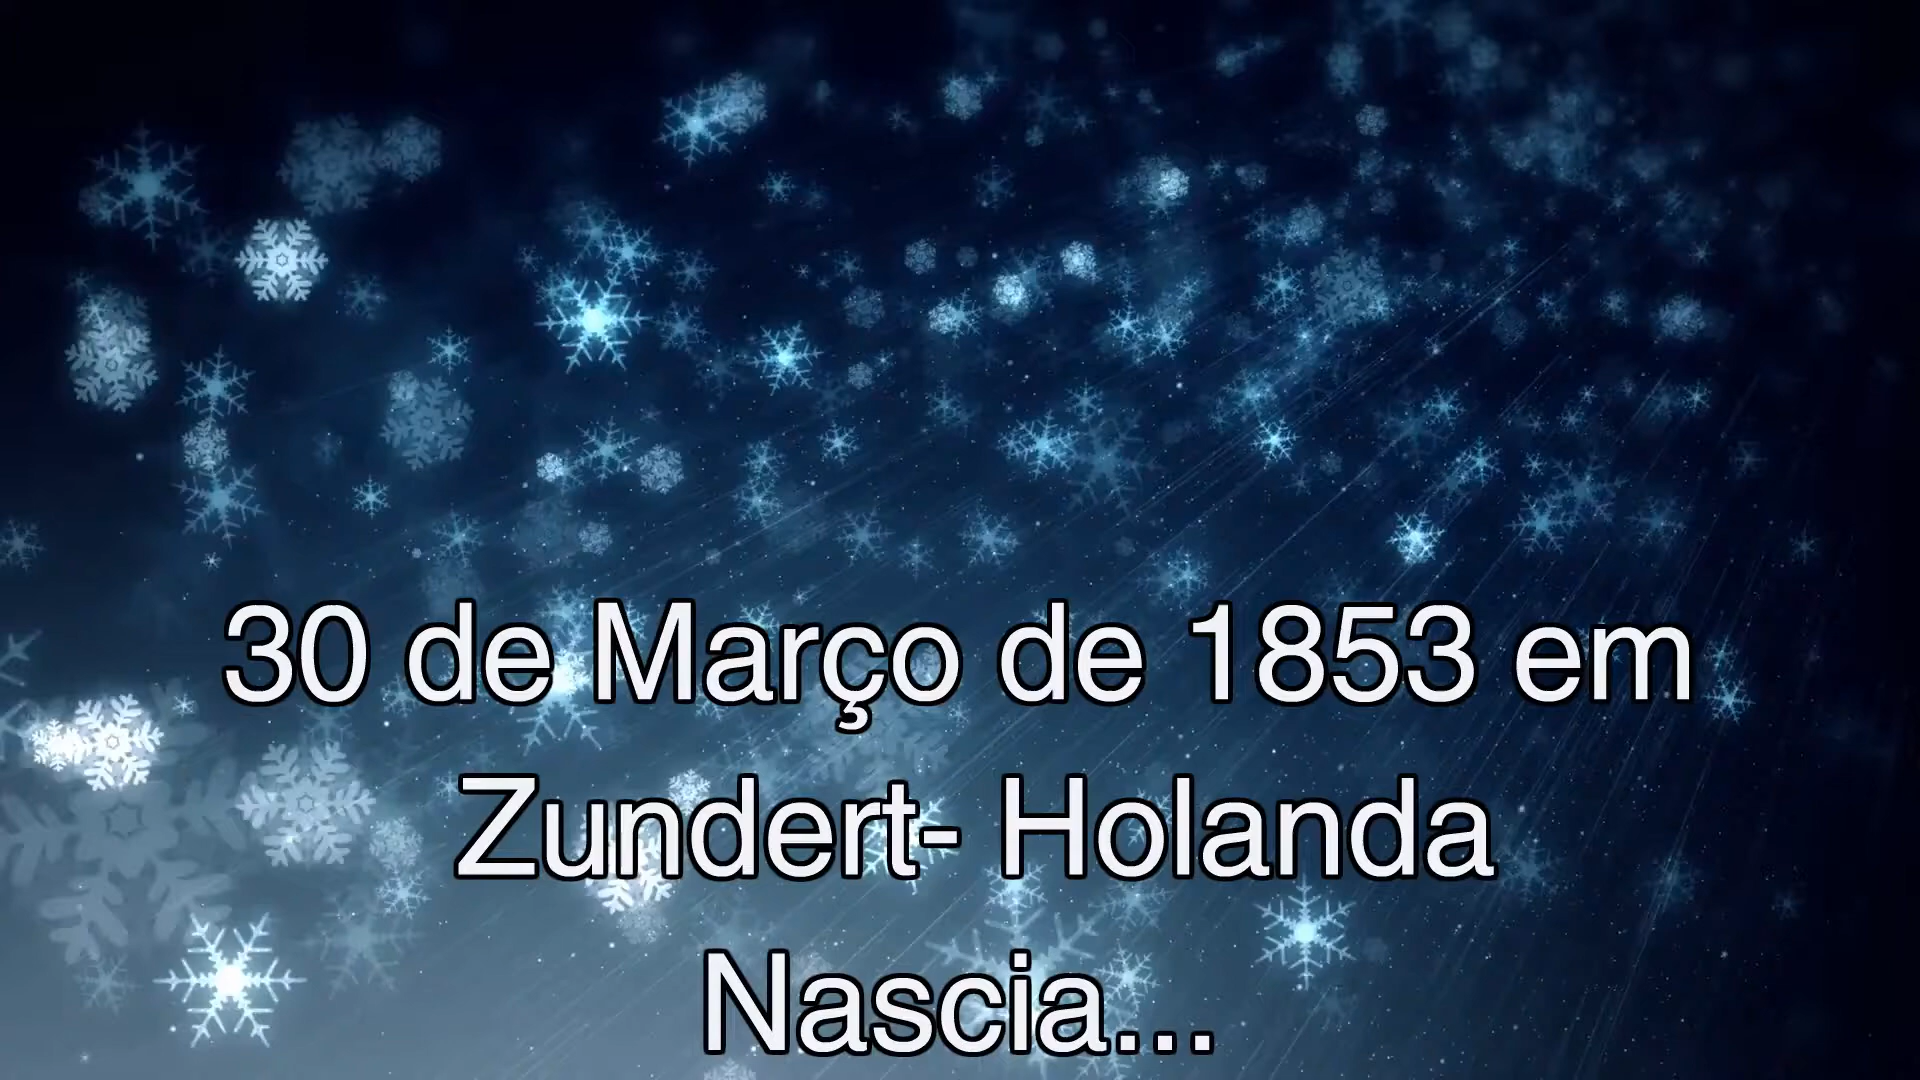 30 de Março de 1853 em
Zundert- Holanda
Nascia...